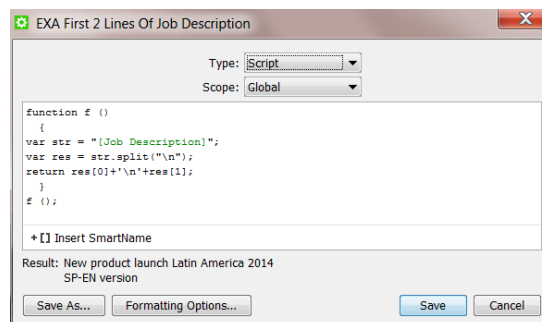 EXA First 2 Lines Of Job Description
X
Type: Script
Scope: Global
function f ()
{
var str = "[Job Description]";
var res = str.split("\n");
return res[0]+'\n'+res[1];
}
f ();
+[] Insert SmartName
Result: New product launch Latin America 2014
SP-EN version
Save As... Formatting Options... Save Cancel